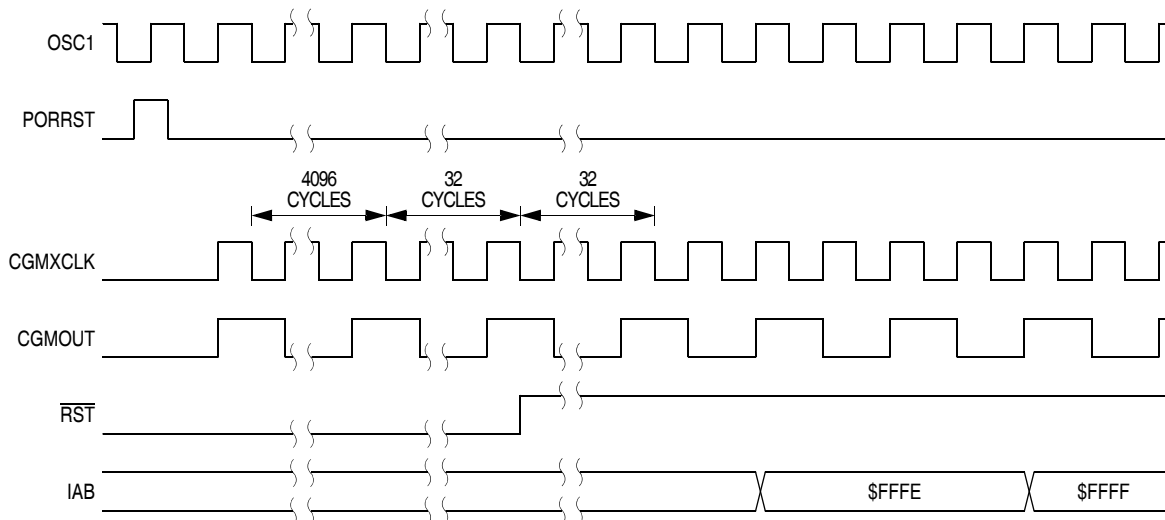 OSC1
PORRST
4096
CYCLES
32
CYCLES
32
CYCLES
CGMXCLK
CGMOUT
RST
IAB
$FFFE
$FFFF